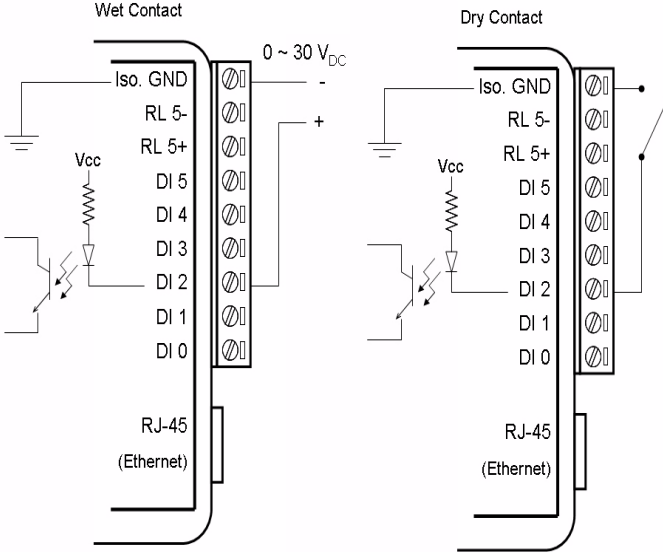 Wet Contact
0 ~ 30 VDC
Iso. GND
-
RL 5-
+
RL 5+
Vcc
DI 5
DI 4
DI 3
DI 2
DI 1
DI 0
RJ-45
(Ethernet)
Dry Contact
Iso. GND
RL 5-
RL 5+
Vcc
DI 5
DI 4
DI 3
DI 2
DI 1
DI 0
RJ-45
(Ethernet)